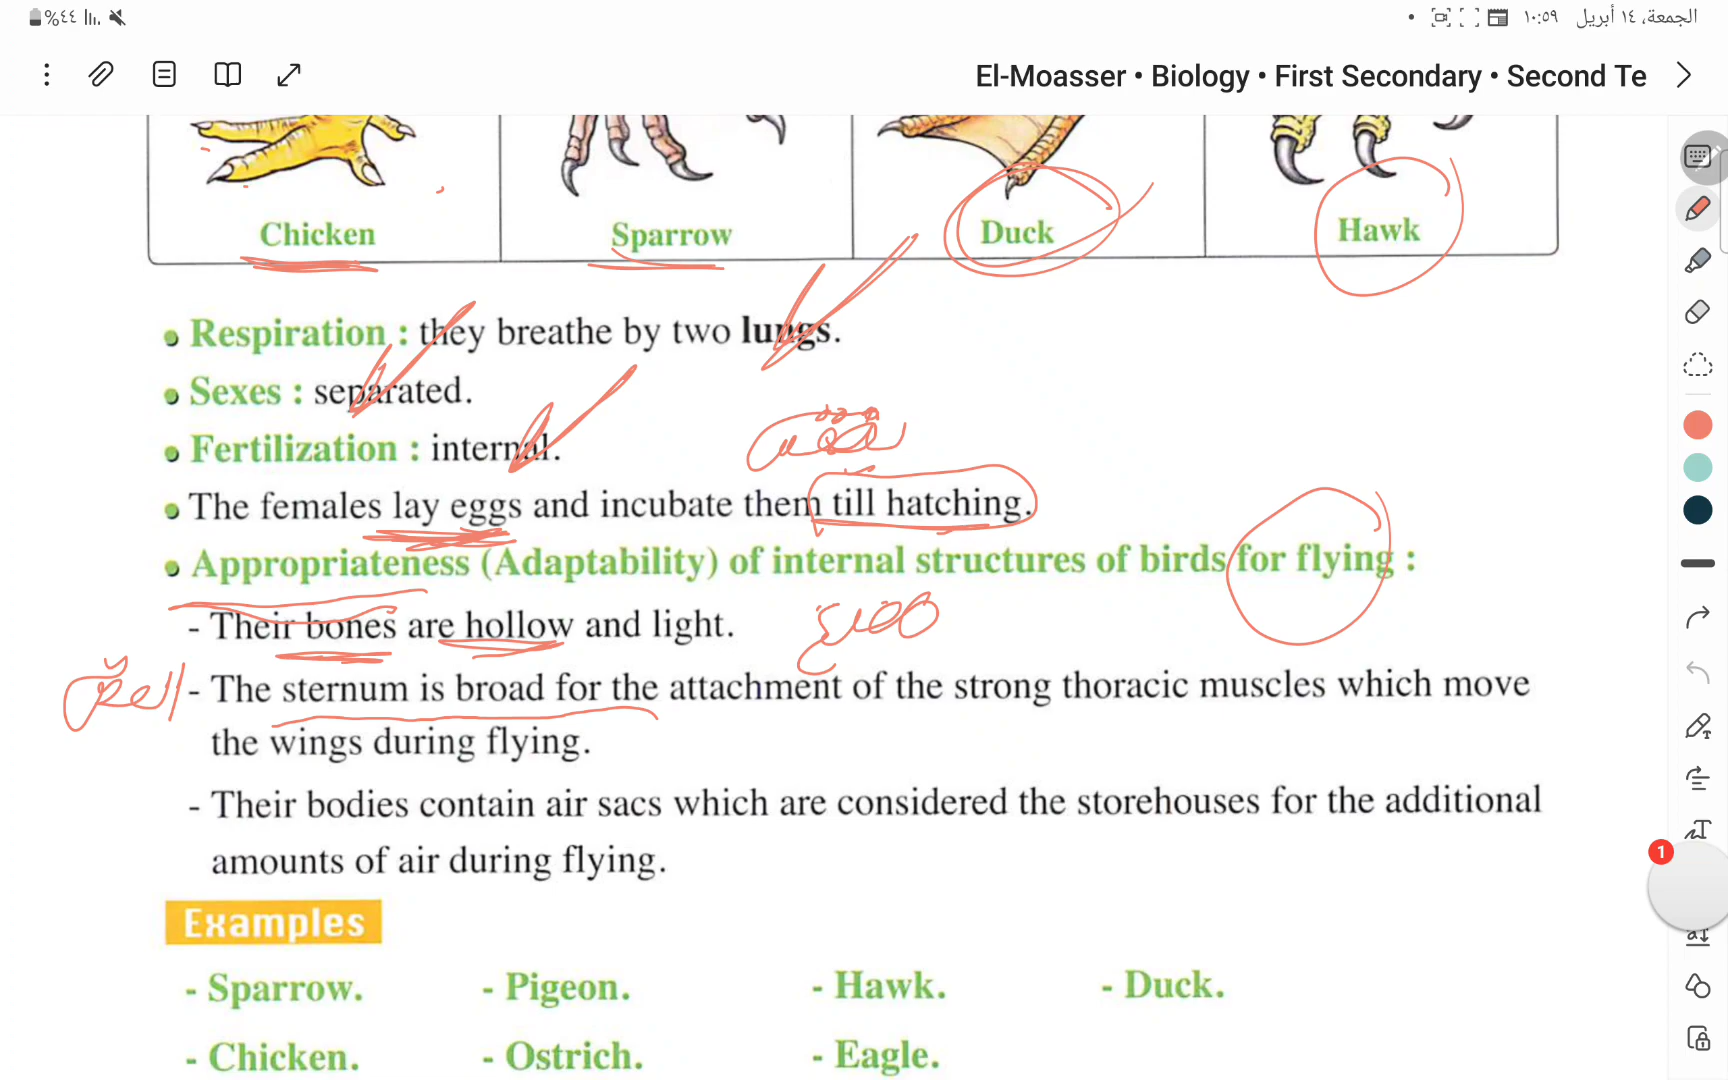 %٤٤
١٠:٥٩ الجمعة، ١٤ أبريل
El-Moasser • Biology • First Secondary • Second Te
Chicken Sparrow Duck Hawk
• Respiration : they breathe by two lungs.
• Sexes : separated.
• Fertilization : internal.
• The females lay eggs and incubate them till hatching.
• Appropriateness (Adaptability) of internal structures of birds for flying :
- Their bones are hollow and light.
- The sternum is broad for the attachment of the strong thoracic muscles which move
the wings during flying.
- Their bodies contain air sacs which are considered the storehouses for the additional
amounts of air during flying.
Examples
- Sparrow. - Pigeon. - Hawk. - Duck.
- Chicken. - Ostrich. - Eagle.
1